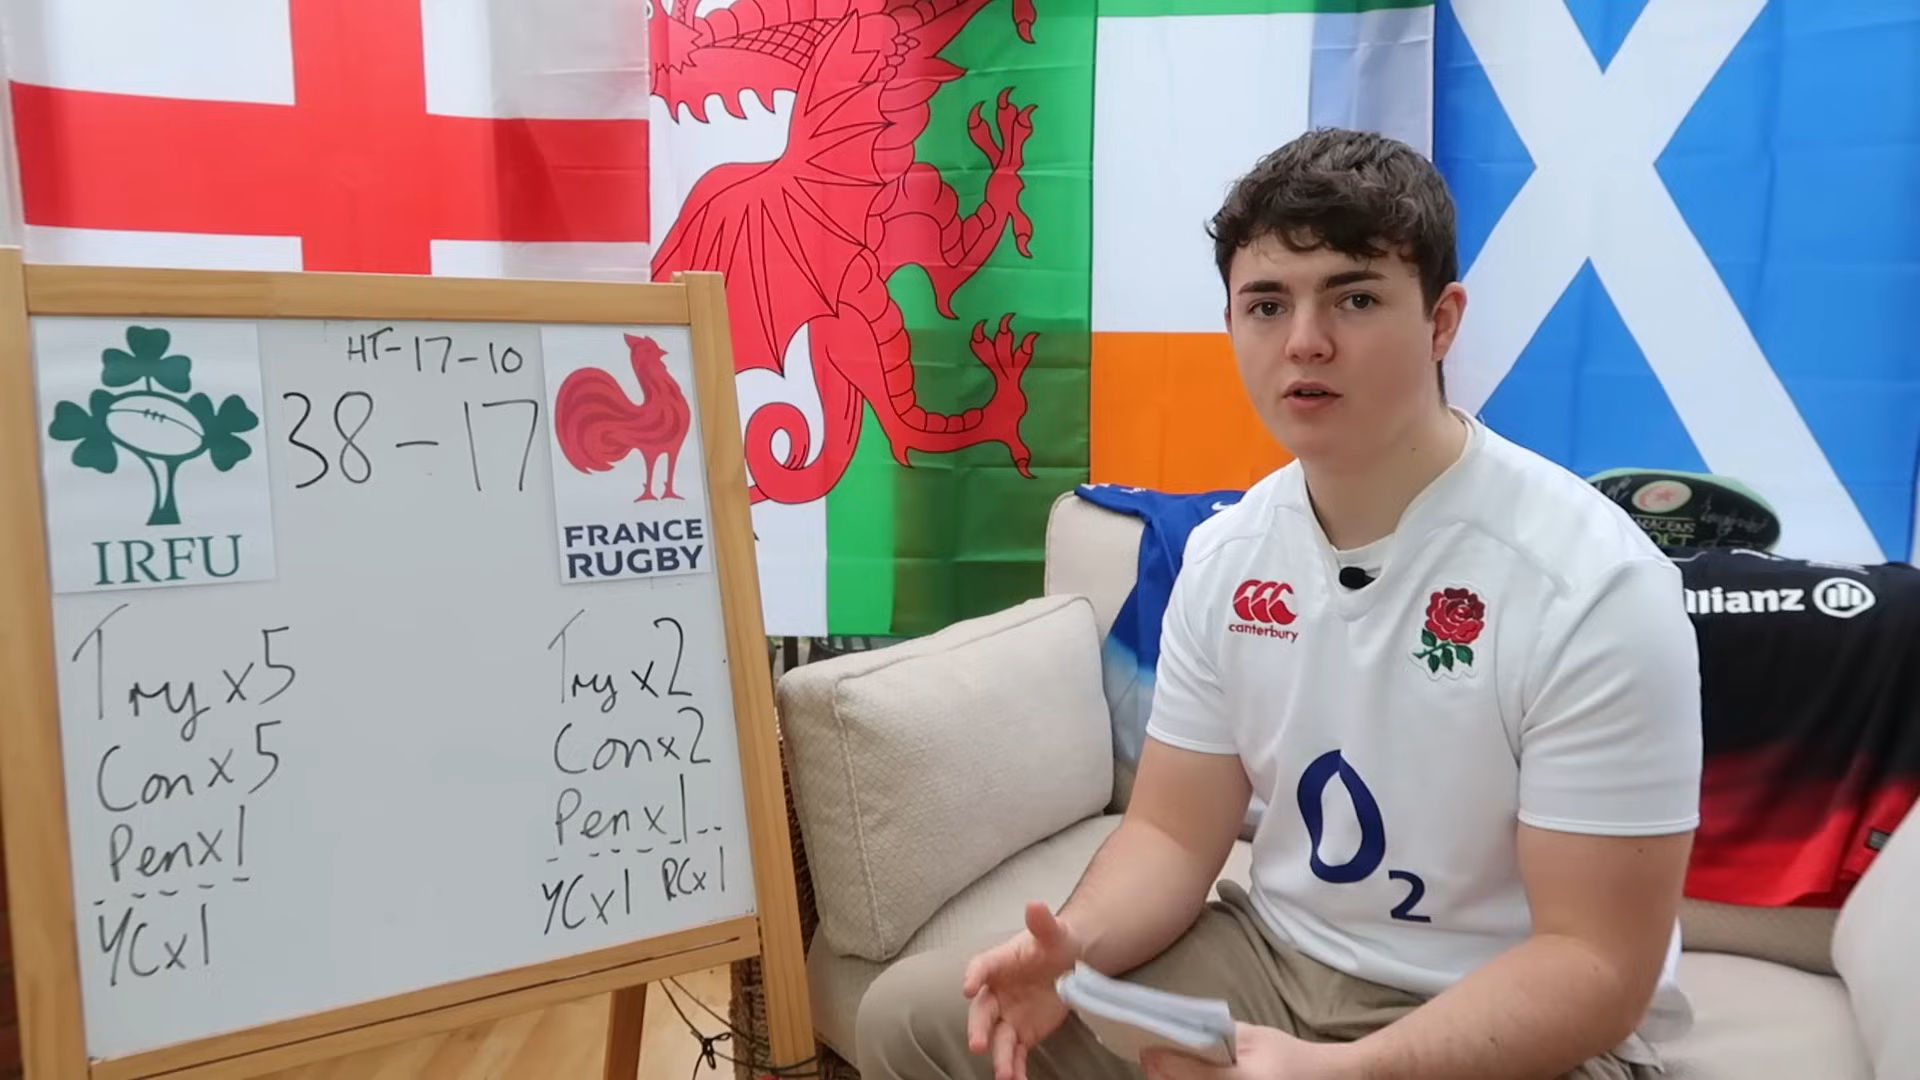 HT-17-10
38-17
IRFU
FRANCE
RUGBY
Try x5
Con x5
Pen x1
YC x1
Try x2
Con x2
Pen x1
YC x1 RC x1
canterbury
O2
llianz